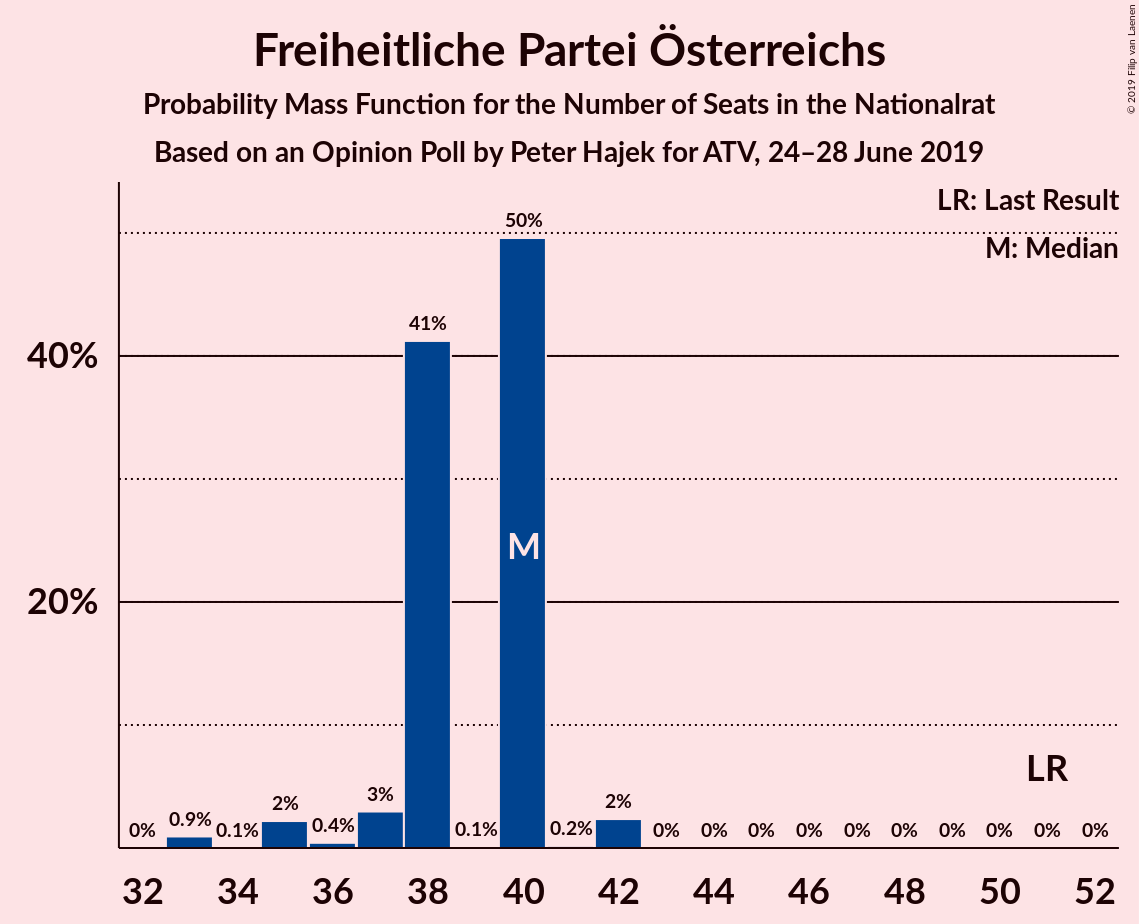 Freiheitliche Partei Österreichs
Probability Mass Function for the Number of Seats in the Nationalrat
Based on an Opinion Poll by Peter Hajek for ATV, 24–28 June 2019
© 2019 Filip van Laenen
LR: Last Result
M: Median
50%
41%
40%
M
20%
LR
0% 0.9% 0.1% 2% 0.4% 3% 0.1% 0.2% 2% 0% 0% 0% 0% 0% 0% 0% 0% 0% 0%
32 34 36 38 40 42 44 46 48 50 52